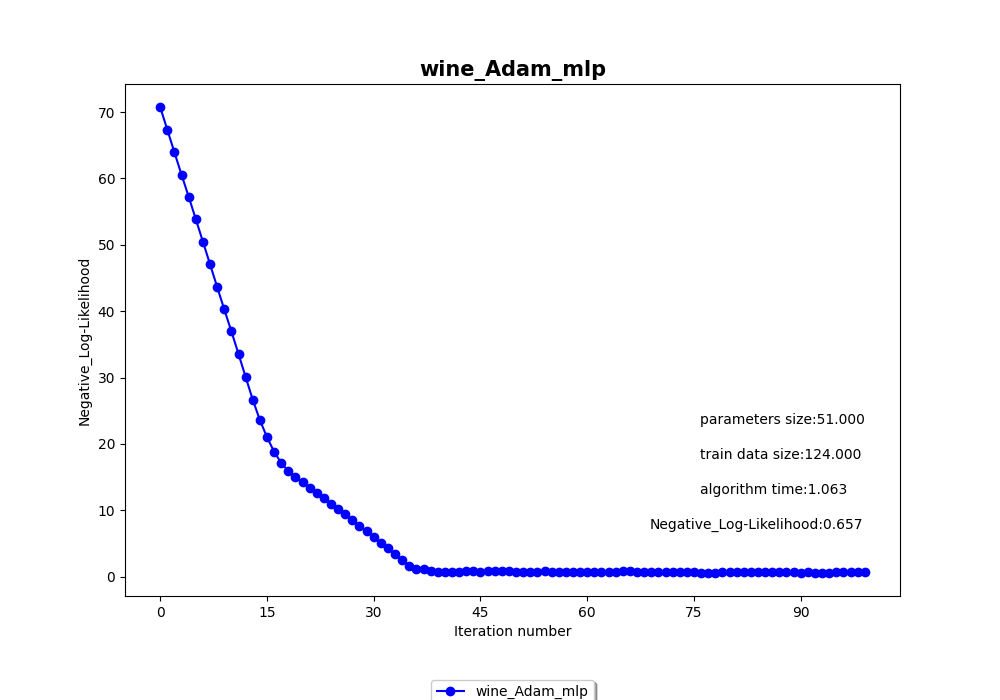 wine_Adam_mlp
70
60
50
40
30
20
10
0
Negative_Log-Likelihood
parameters size:51.000
train data size:124.000
algorithm time:1.063
Negative_Log-Likelihood:0.657
0 15 30 45 60 75 90
Iteration number
wine_Adam_mlp